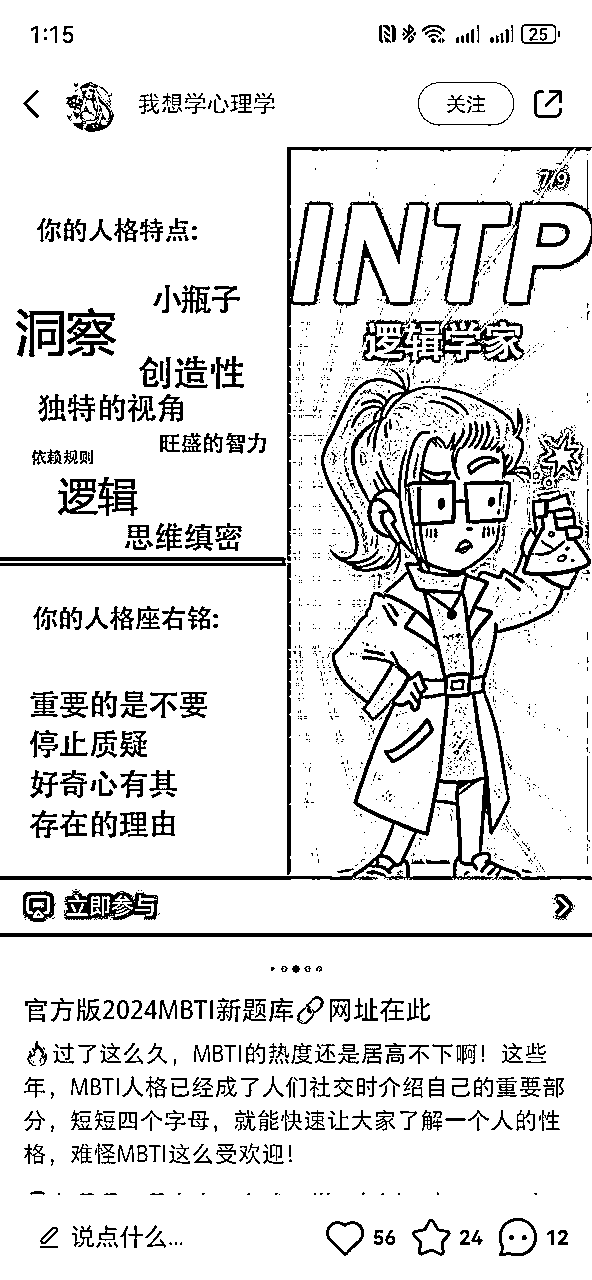 1:15
25
我想学心理学
关注
7/9
你的人格特点:
小瓶子
洞察
创造性
独特的视角
旺盛的智力
依赖规则
逻辑
思维缜密
INTP
逻辑学家
你的人格座右铭:
重要的是不要
停止质疑
好奇心有其
存在的理由
立即参与
官方版2024MBTI新题库🔗网址在此
🔥过了这么久，MBTI的热度还是居高不下啊！这些
年，MBTI人格已经成了人们社交时介绍自己的重要部
分，短短四个字母，就能快速让大家了解一个人的性
格，难怪MBTI这么受欢迎！
说点什么...
56
24
12